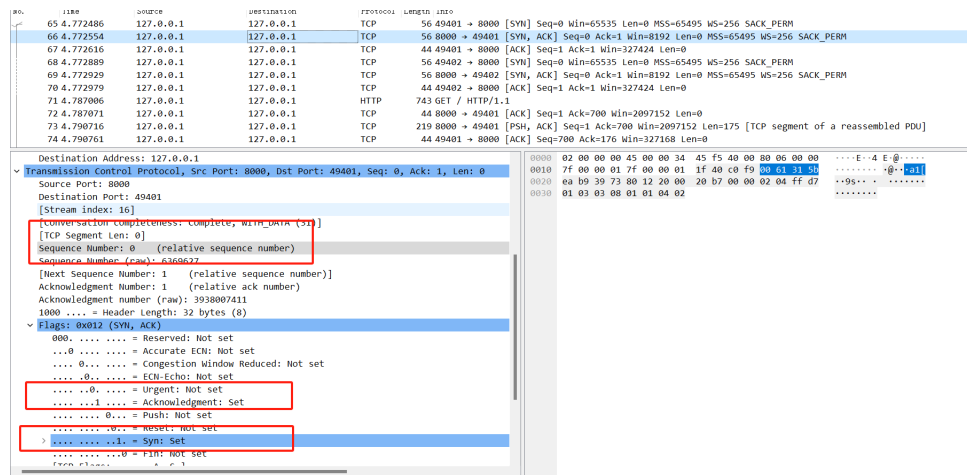 No. Time Source Destination Protocol Length Info
65 4.772486 127.0.0.1 127.0.0.1 TCP 56 49401 → 8000 [SYN] Seq=0 Win=65535 Len=0 MSS=65495 WS=256 SACK_PERM
66 4.772554 127.0.0.1 127.0.0.1 TCP 56 8000 → 49401 [SYN, ACK] Seq=0 Ack=1 Win=8192 Len=0 MSS=65495 WS=256 SACK_PERM
67 4.772616 127.0.0.1 127.0.0.1 TCP 44 49401 → 8000 [ACK] Seq=1 Ack=1 Win=327424 Len=0
68 4.772889 127.0.0.1 127.0.0.1 TCP 56 49402 → 8000 [SYN] Seq=0 Win=65535 Len=0 MSS=65495 WS=256 SACK_PERM
69 4.772929 127.0.0.1 127.0.0.1 TCP 56 8000 → 49402 [SYN, ACK] Seq=0 Ack=1 Win=8192 Len=0 MSS=65495 WS=256 SACK_PERM
70 4.772979 127.0.0.1 127.0.0.1 TCP 44 49402 → 8000 [ACK] Seq=1 Ack=1 Win=327424 Len=0
71 4.787006 127.0.0.1 127.0.0.1 HTTP 743 GET / HTTP/1.1
72 4.787071 127.0.0.1 127.0.0.1 TCP 44 8000 → 49401 [ACK] Seq=1 Ack=700 Win=2097152 Len=0
73 4.790716 127.0.0.1 127.0.0.1 TCP 219 8000 → 49401 [PSH, ACK] Seq=1 Ack=700 Win=2097152 Len=175 [TCP segment of a reassembled PDU]
74 4.790761 127.0.0.1 127.0.0.1 TCP 44 49401 → 8000 [ACK] Seq=700 Ack=176 Win=327168 Len=0
Destination Address: 127.0.0.1
Transmission Control Protocol, Src Port: 8000, Dst Port: 49401, Seq: 0, Ack: 1, Len: 0
Source Port: 8000
Destination Port: 49401
[Stream index: 16]
[Conversation completeness: Complete, WITH_DATA (31)]
[TCP Segment Len: 0]
Sequence Number: 0 (relative sequence number)
Sequence Number (raw): 6369627
[Next Sequence Number: 1 (relative sequence number)]
Acknowledgment Number: 1 (relative ack number)
Acknowledgment number (raw): 3938007411
1000 .... = Header Length: 32 bytes (8)
Flags: 0x012 (SYN, ACK)
000. .... .... = Reserved: Not set
...0 .... .... = Accurate ECN: Not set
.... 0... .... = Congestion Window Reduced: Not set
.... .0.. .... = ECN-Echo: Not set
.... ..0. .... = Urgent: Not set
.... ...1 .... = Acknowledgment: Set
.... .... 0... = Push: Not set
.... .... .0.. = Reset: Not set
.... .... ..1. = Syn: Set
.... .... ...0 = Fin: Not set
0000 02 00 00 00 45 00 00 34 45 f5 40 00 80 06 00 00 ····E··4 E·@·····
0010 7f 00 00 01 7f 00 00 01 1f 40 c0 f9 00 61 31 5b ········ ·@···a1[
0020 ea b9 39 73 80 12 20 00 20 b7 00 00 02 04 ff d7 ··9s·· · ·······
0030 01 03 03 08 01 01 04 02 ········